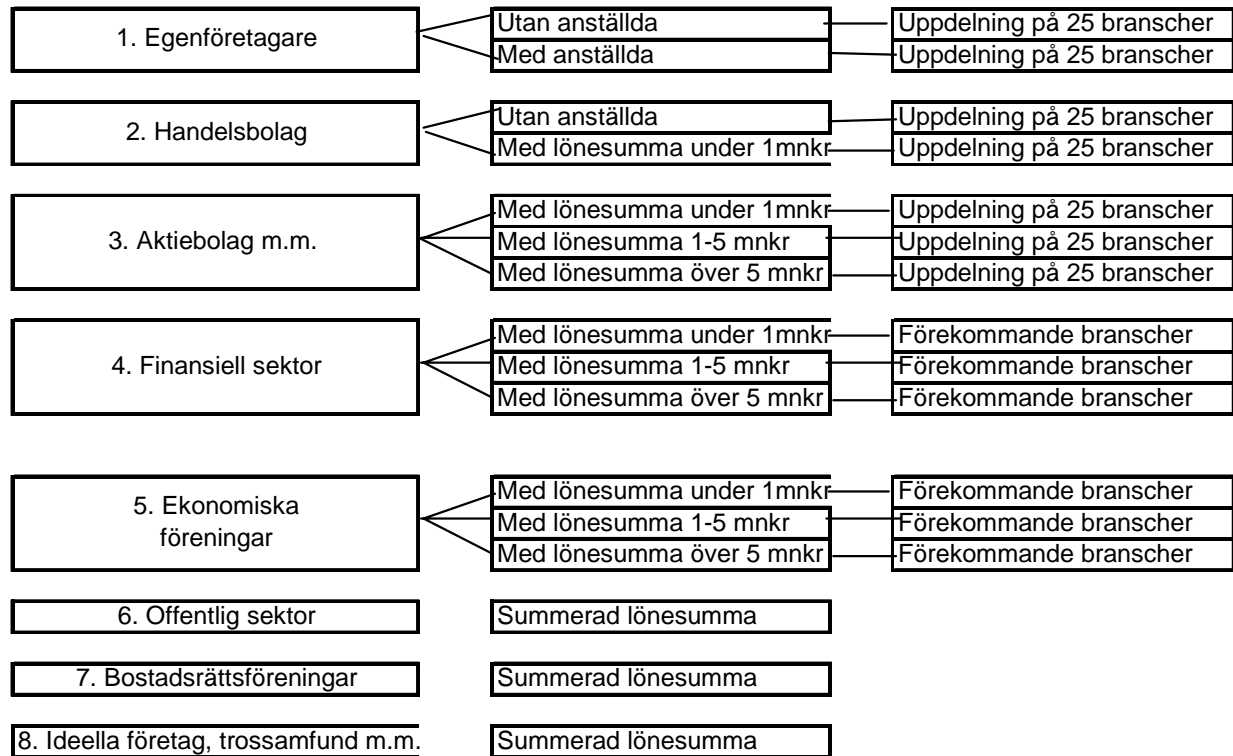 1. Egenföretagare
Utan anställda
Uppdelning på 25 branscher
Med anställda
Uppdelning på 25 branscher
2. Handelsbolag
Utan anställda
Uppdelning på 25 branscher
Med lönesumma under 1mnkr
Uppdelning på 25 branscher
3. Aktiebolag m.m.
Med lönesumma under 1mnkr
Uppdelning på 25 branscher
Med lönesumma 1-5 mnkr
Uppdelning på 25 branscher
Med lönesumma över 5 mnkr
Uppdelning på 25 branscher
4. Finansiell sektor
Med lönesumma under 1mnkr
Förekommande branscher
Med lönesumma 1-5 mnkr
Förekommande branscher
Med lönesumma över 5 mnkr
Förekommande branscher
5. Ekonomiska
föreningar
Med lönesumma under 1mnkr
Förekommande branscher
Med lönesumma 1-5 mnkr
Förekommande branscher
Med lönesumma över 5 mnkr
Förekommande branscher
6. Offentlig sektor
Summerad lönesumma
7. Bostadsrättsföreningar
Summerad lönesumma
8. Ideella företag, trossamfund m.m.
Summerad lönesumma